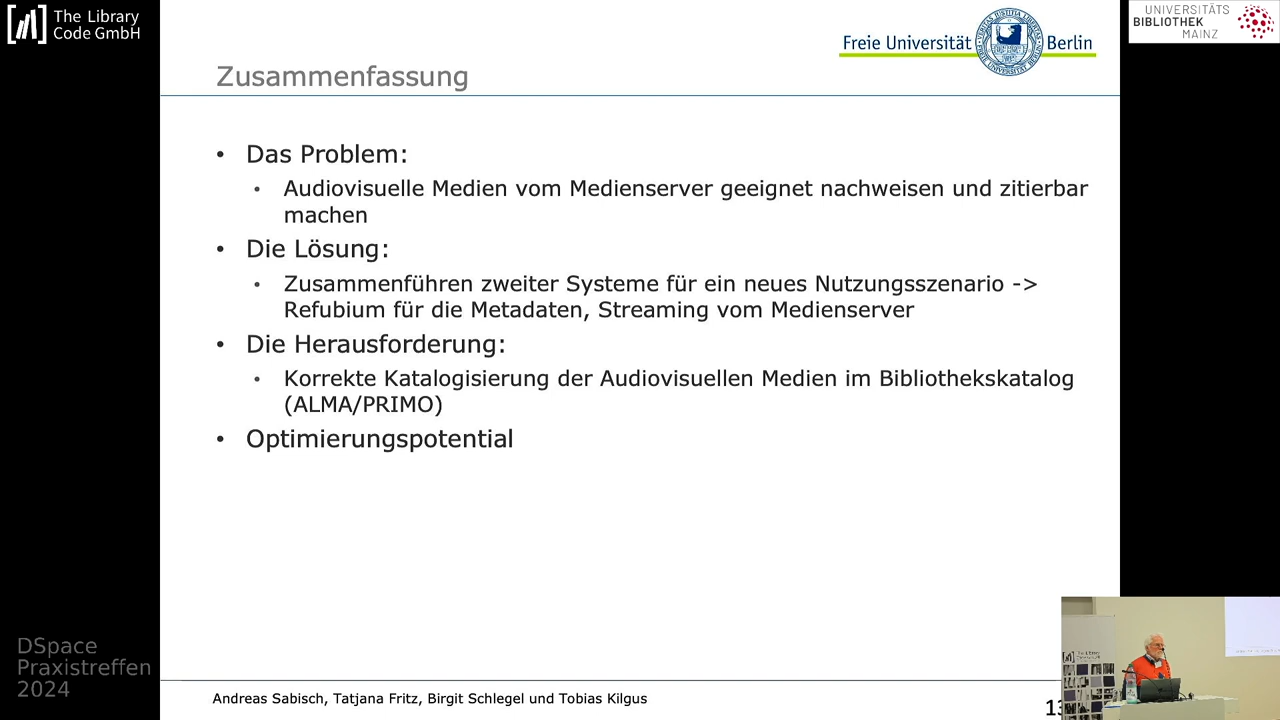 The Library
Code GmbH
Freie Universität Berlin
UNIVERSITÄTS
BIBLIOTHEK
MAINZ
Zusammenfassung
• Das Problem:
• Audiovisuelle Medien vom Medienserver geeignet nachweisen und zitierbar
machen
• Die Lösung:
• Zusammenführen zweiter Systeme für ein neues Nutzungsszenario ->
Refubium für die Metadaten, Streaming vom Medienserver
• Die Herausforderung:
• Korrekte Katalogisierung der Audiovisuellen Medien im Bibliothekskatalog
(ALMA/PRIMO)
• Optimierungspotential
DSpace
Praxistreffen
2024
Andreas Sabisch, Tatjana Fritz, Birgit Schlegel und Tobias Kilgus